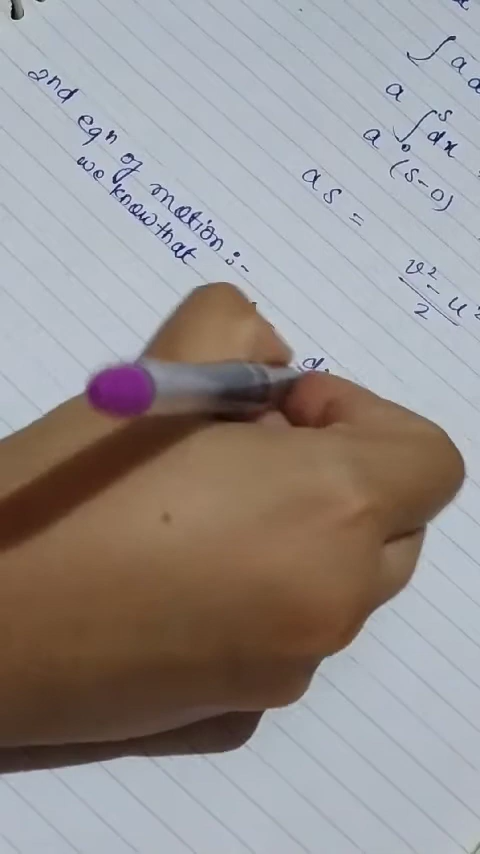 ∫ a d
a ∫₀ˢ dx
a (s-0)
as =
v² - u²
2
2nd eqn of motion :-
we know that